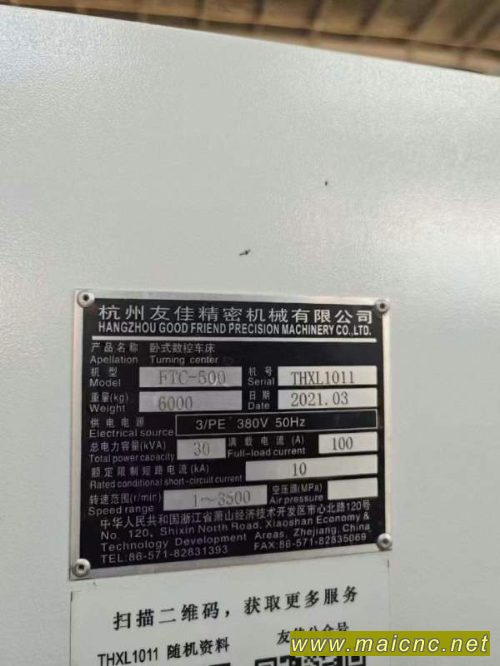 杭州友佳精密机械有限公司
HANGZHOU GOOD FRIEND PRECISION MACHINERY CO.,LTD.
产品名称 卧式数控车床
Apellation Turning center
机型 FTC-500 机号 THXL1011
Model Serial
重量(kg) 6000 日期 2021.03
Weight Date
供电电源 3/PE 380V 50Hz
Electrical source
总电力容量(kVA) 30 满载电流(A) 100
Total power capacity Full-load current
额定限制短路电流(kA) 10
Rated conditional short-circuit current
转速范围(r/min) 1~3500 空压源(MPa)
Speed range Air pressure
中华人民共和国浙江省萧山经济技术开发区市心北路120号
No. 120, Shixin North Road, Xiaoshan Economy &
Technology Development Areas, Zhejiang, China
TEL:86-571-82831393 FAX:86-571-82835069
扫描二维码，获取更多服务
THXL1011 随机资料 友佳公众号
www.maicnc.net